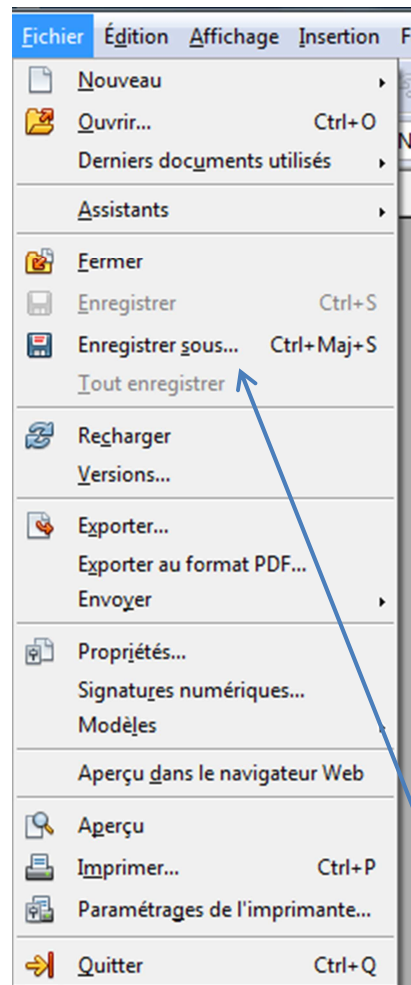 Fichier Édition Affichage Insertion F
Nouveau
Ouvrir... Ctrl+O
N
Derniers documents utilisés
Assistants
Fermer
Enregistrer Ctrl+S
Enregistrer sous... Ctrl+Maj+S
Tout enregistrer
Recharger
Versions...
Exporter...
Exporter au format PDF...
Envoyer
Propriétés...
Signatures numériques...
Modèles
Aperçu dans le navigateur Web
Aperçu
Imprimer... Ctrl+P
Paramétrages de l'imprimante...
Quitter Ctrl+Q